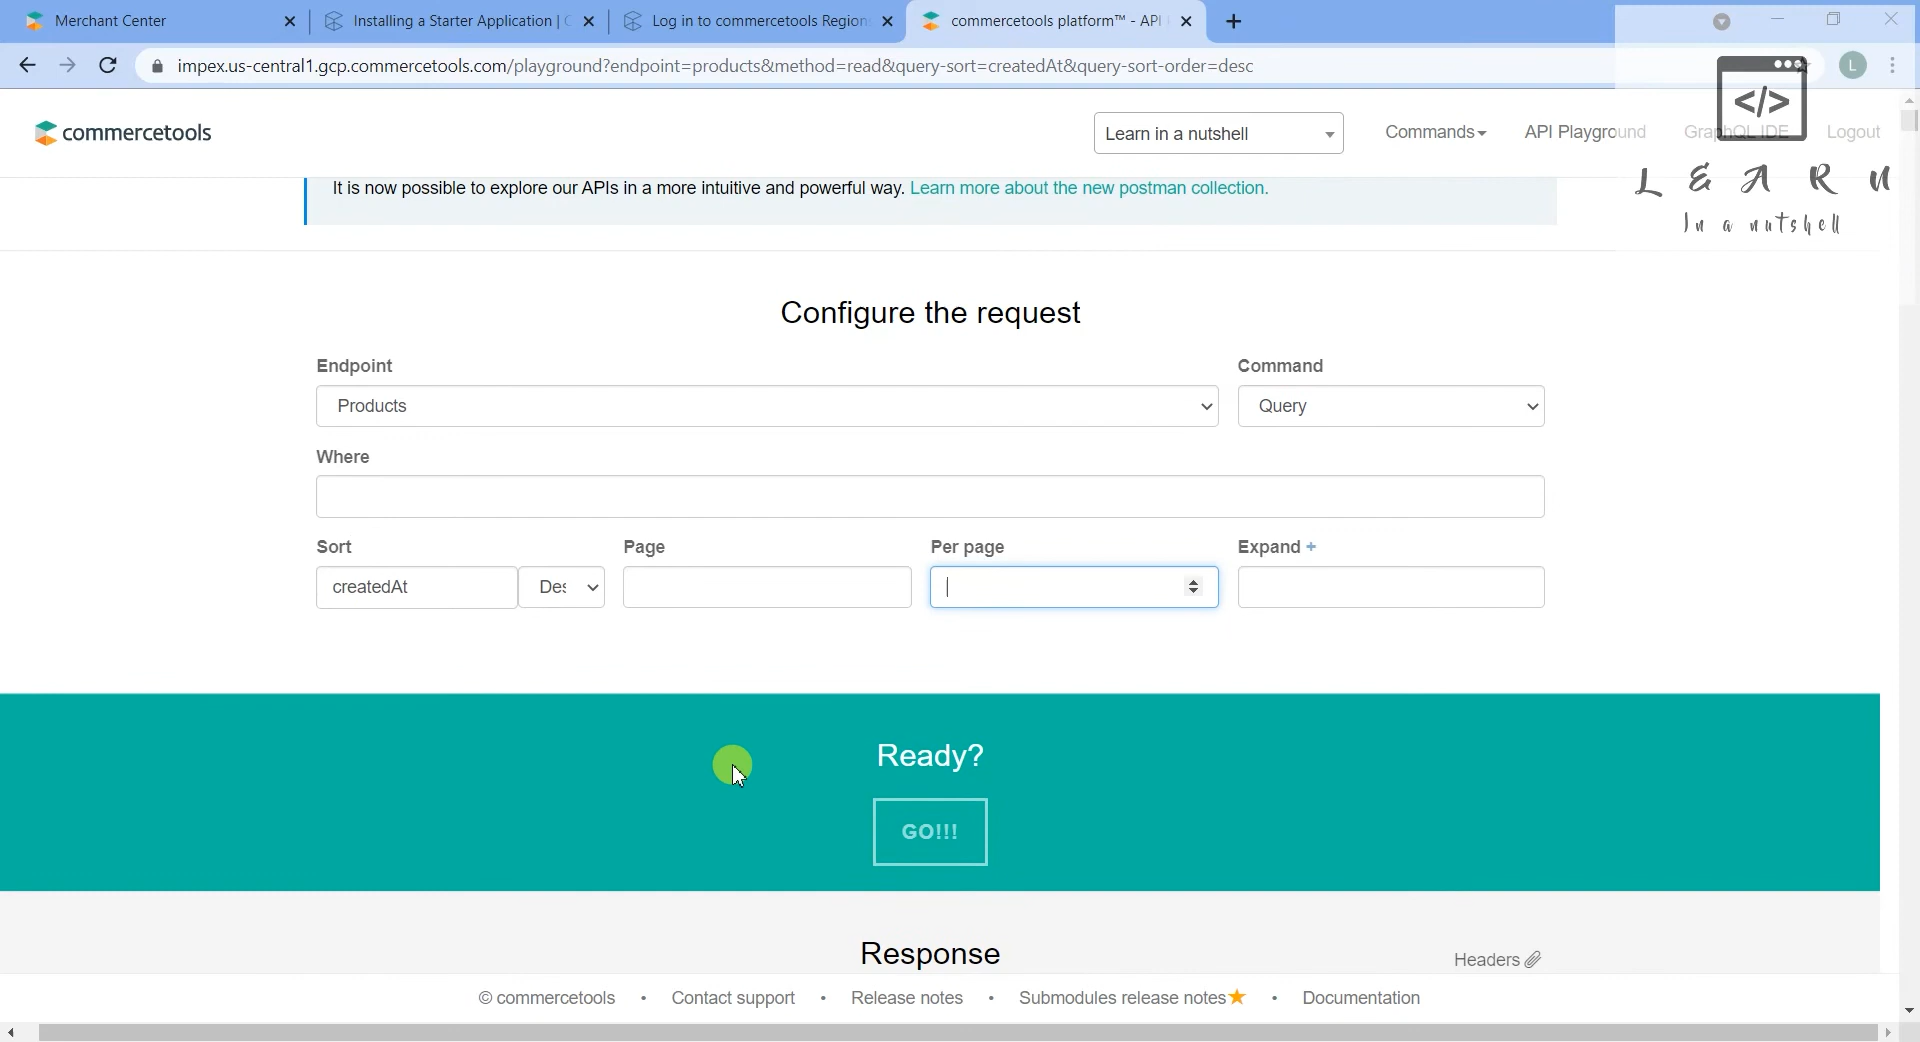 Merchant Center
Installing a Starter Application | C
Log in to commercetools Region
commercetools platform™ - API
impex.us-central1.gcp.commercetools.com/playground?endpoint=products&method=read&query-sort=createdAt&query-sort-order=desc
L
</>
commercetools
Learn in a nutshell
Commands
API Playground
GraphQL IDE
Logout
It is now possible to explore our APIs in a more intuitive and powerful way. Learn more about the new postman collection.
LEARN
In a nutshell
Configure the request
Endpoint
Command
Products
Query
Where
Sort
Page
Per page
Expand +
createdAt
Des
Ready?
GO!!!
Response
Headers
© commercetools • Contact support • Release notes • Submodules release notes • Documentation